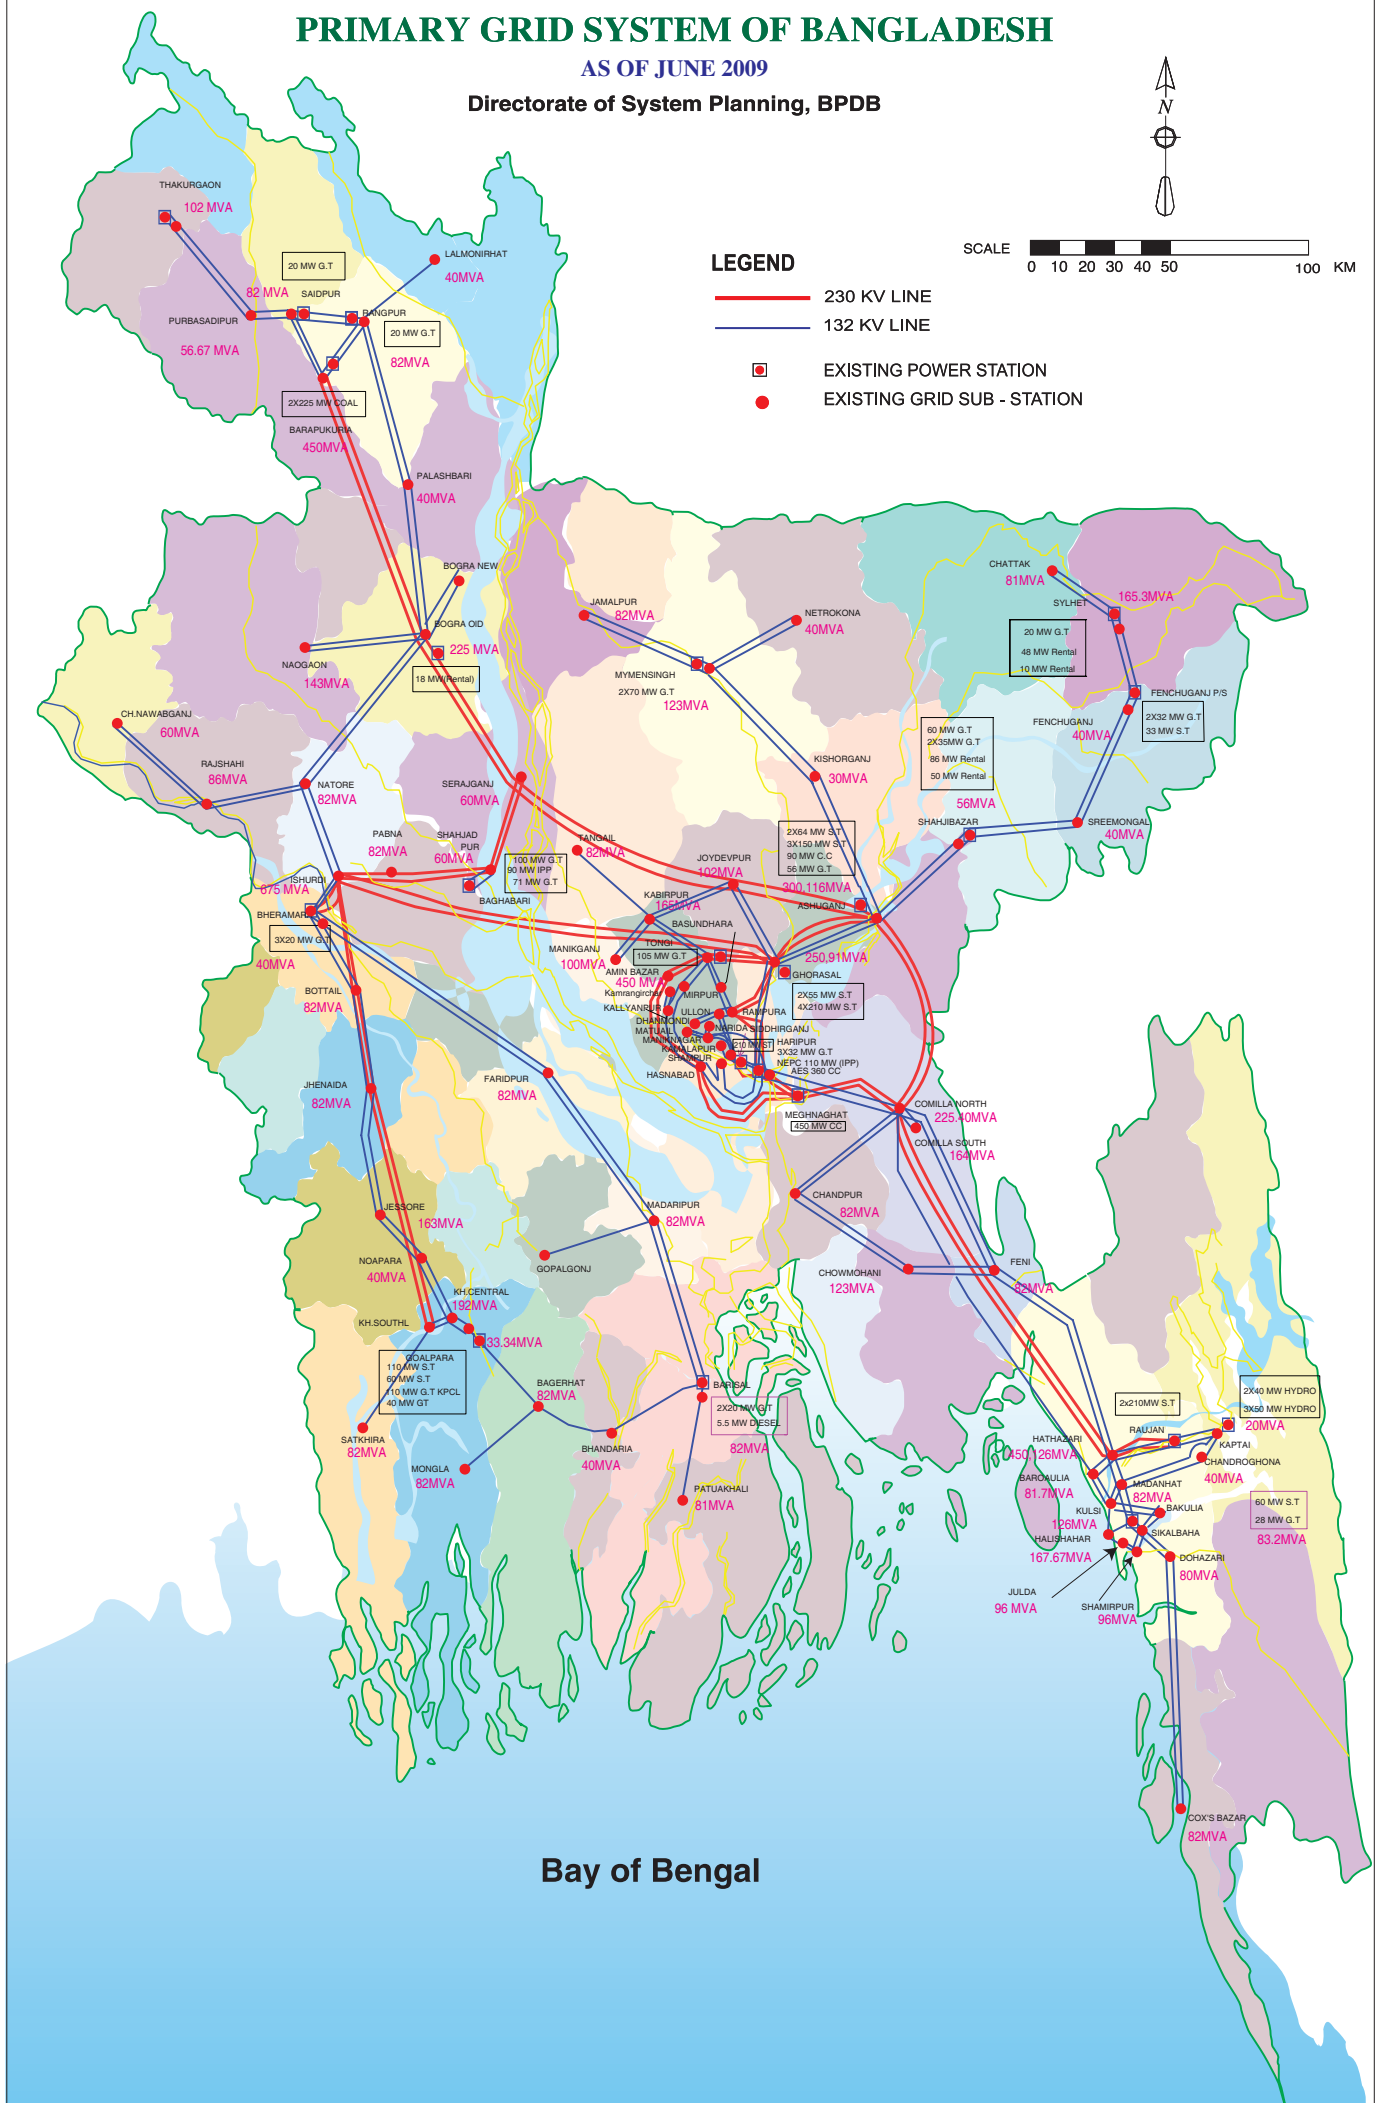 PRIMARY GRID SYSTEM OF BANGLADESH
AS OF JUNE 2009
Directorate of System Planning, BPDB
N
SCALE
0 10 20 30 40 50 100 KM
LEGEND
230 KV LINE
132 KV LINE
EXISTING POWER STATION
EXISTING GRID SUB - STATION
THAKURGAON
102 MVA
LALMONIRHAT
40MVA
20 MW G.T
82 MVA
SAIDPUR
PURBASADIPUR
56.67 MVA
RANGPUR
20 MW G.T
82MVA
2X225 MW COAL
BARAPUKURIA
450MVA
PALASHBARI
40MVA
BOGRA NEW
BOGRA OID
225 MVA
18 MW(Rental)
NAOGAON
143MVA
JAMALPUR
82MVA
NETROKONA
40MVA
MYMENSINGH
2X70 MW G.T
123MVA
CHATTAK
81MVA
SYLHET
165.3MVA
20 MW G.T
48 MW Rental
10 MW Rental
FENCHUGANJ P/S
2X32 MW G.T
33 MW S.T
FENCHUGANJ
40MVA
CH.NAWABGANJ
60MVA
RAJSHAHI
86MVA
NATORE
82MVA
SERAJGANJ
60MVA
KISHORGANJ
30MVA
60 MW G.T
2X35MW G.T
86 MW Rental
50 MW Rental
56MVA
SHAHJIBAZAR
SREEMONGAL
40MVA
PABNA
82MVA
SHAHJAD
PUR
60MVA
100 MW G.T
90 MW IPP
71 MW G.T
BAGHABARI
TANGAIL
82MVA
JOYDEVPUR
102MVA
2X64 MW S.T
3X150 MW S.T
90 MW C.C
56 MW G.T
300,116MVA
ASHUGANJ
ISHURDI
675 MVA
BHERAMARA
3X20 MW G.T
40MVA
KABIRPUR
165MVA
BASUNDHARA
MANIKGANJ
100MVA
TONGI
105 MW G.T
250,91MVA
GHORASAL
2X55 MW S.T
4X210 MW S.T
AMIN BAZAR
450 MVA
Kamrangirchar
MIRPUR
KALLYANPUR
ULLON
RAMPURA
DHANMONDI
NARIDA
SIDDHIRGANJ
MATUAIL
MANIKNAGAR
210 MW ST
HARIPUR
3X32 MW G.T
KAMALAPUR
SHAMPUR
NEPC 110 MW (IPP)
AES 360 CC
HASNABAD
BOTTAIL
82MVA
JHENAIDA
82MVA
FARIDPUR
82MVA
MEGHNAGHAT
450 MW CC
COMILLA NORTH
225.40MVA
COMILLA SOUTH
164MVA
CHANDPUR
82MVA
MADARIPUR
82MVA
GOPALGONJ
JESSORE
163MVA
NOAPARA
40MVA
CHOWMOHANI
123MVA
FENI
82MVA
KH.CENTRAL
192MVA
KH.SOUTHL
33.34MVA
GOALPARA
110 MW S.T
60 MW S.T
110 MW G.T KPCL
40 MW GT
BAGERHAT
82MVA
BARISAL
2X20 MW G.T
5.5 MW DIESEL
82MVA
SATKHIRA
82MVA
MONGLA
82MVA
BHANDARIA
40MVA
PATUAKHALI
81MVA
2x210MW S.T
2X40 MW HYDRO
3X50 MW HYDRO
20MVA
RAUJAN
KAPTAI
HATHAZARI
450,126MVA
CHANDROGHONA
40MVA
BAROAULIA
81.7MVA
MADANHAT
82MVA
KULSI
126MVA
BAKULIA
60 MW S.T
28 MW G.T
83.2MVA
HALISHAHAR
167.67MVA
SIKALBAHA
DOHAZARI
80MVA
JULDA
96 MVA
SHAMIRPUR
96MVA
COX'S BAZAR
82MVA
Bay of Bengal